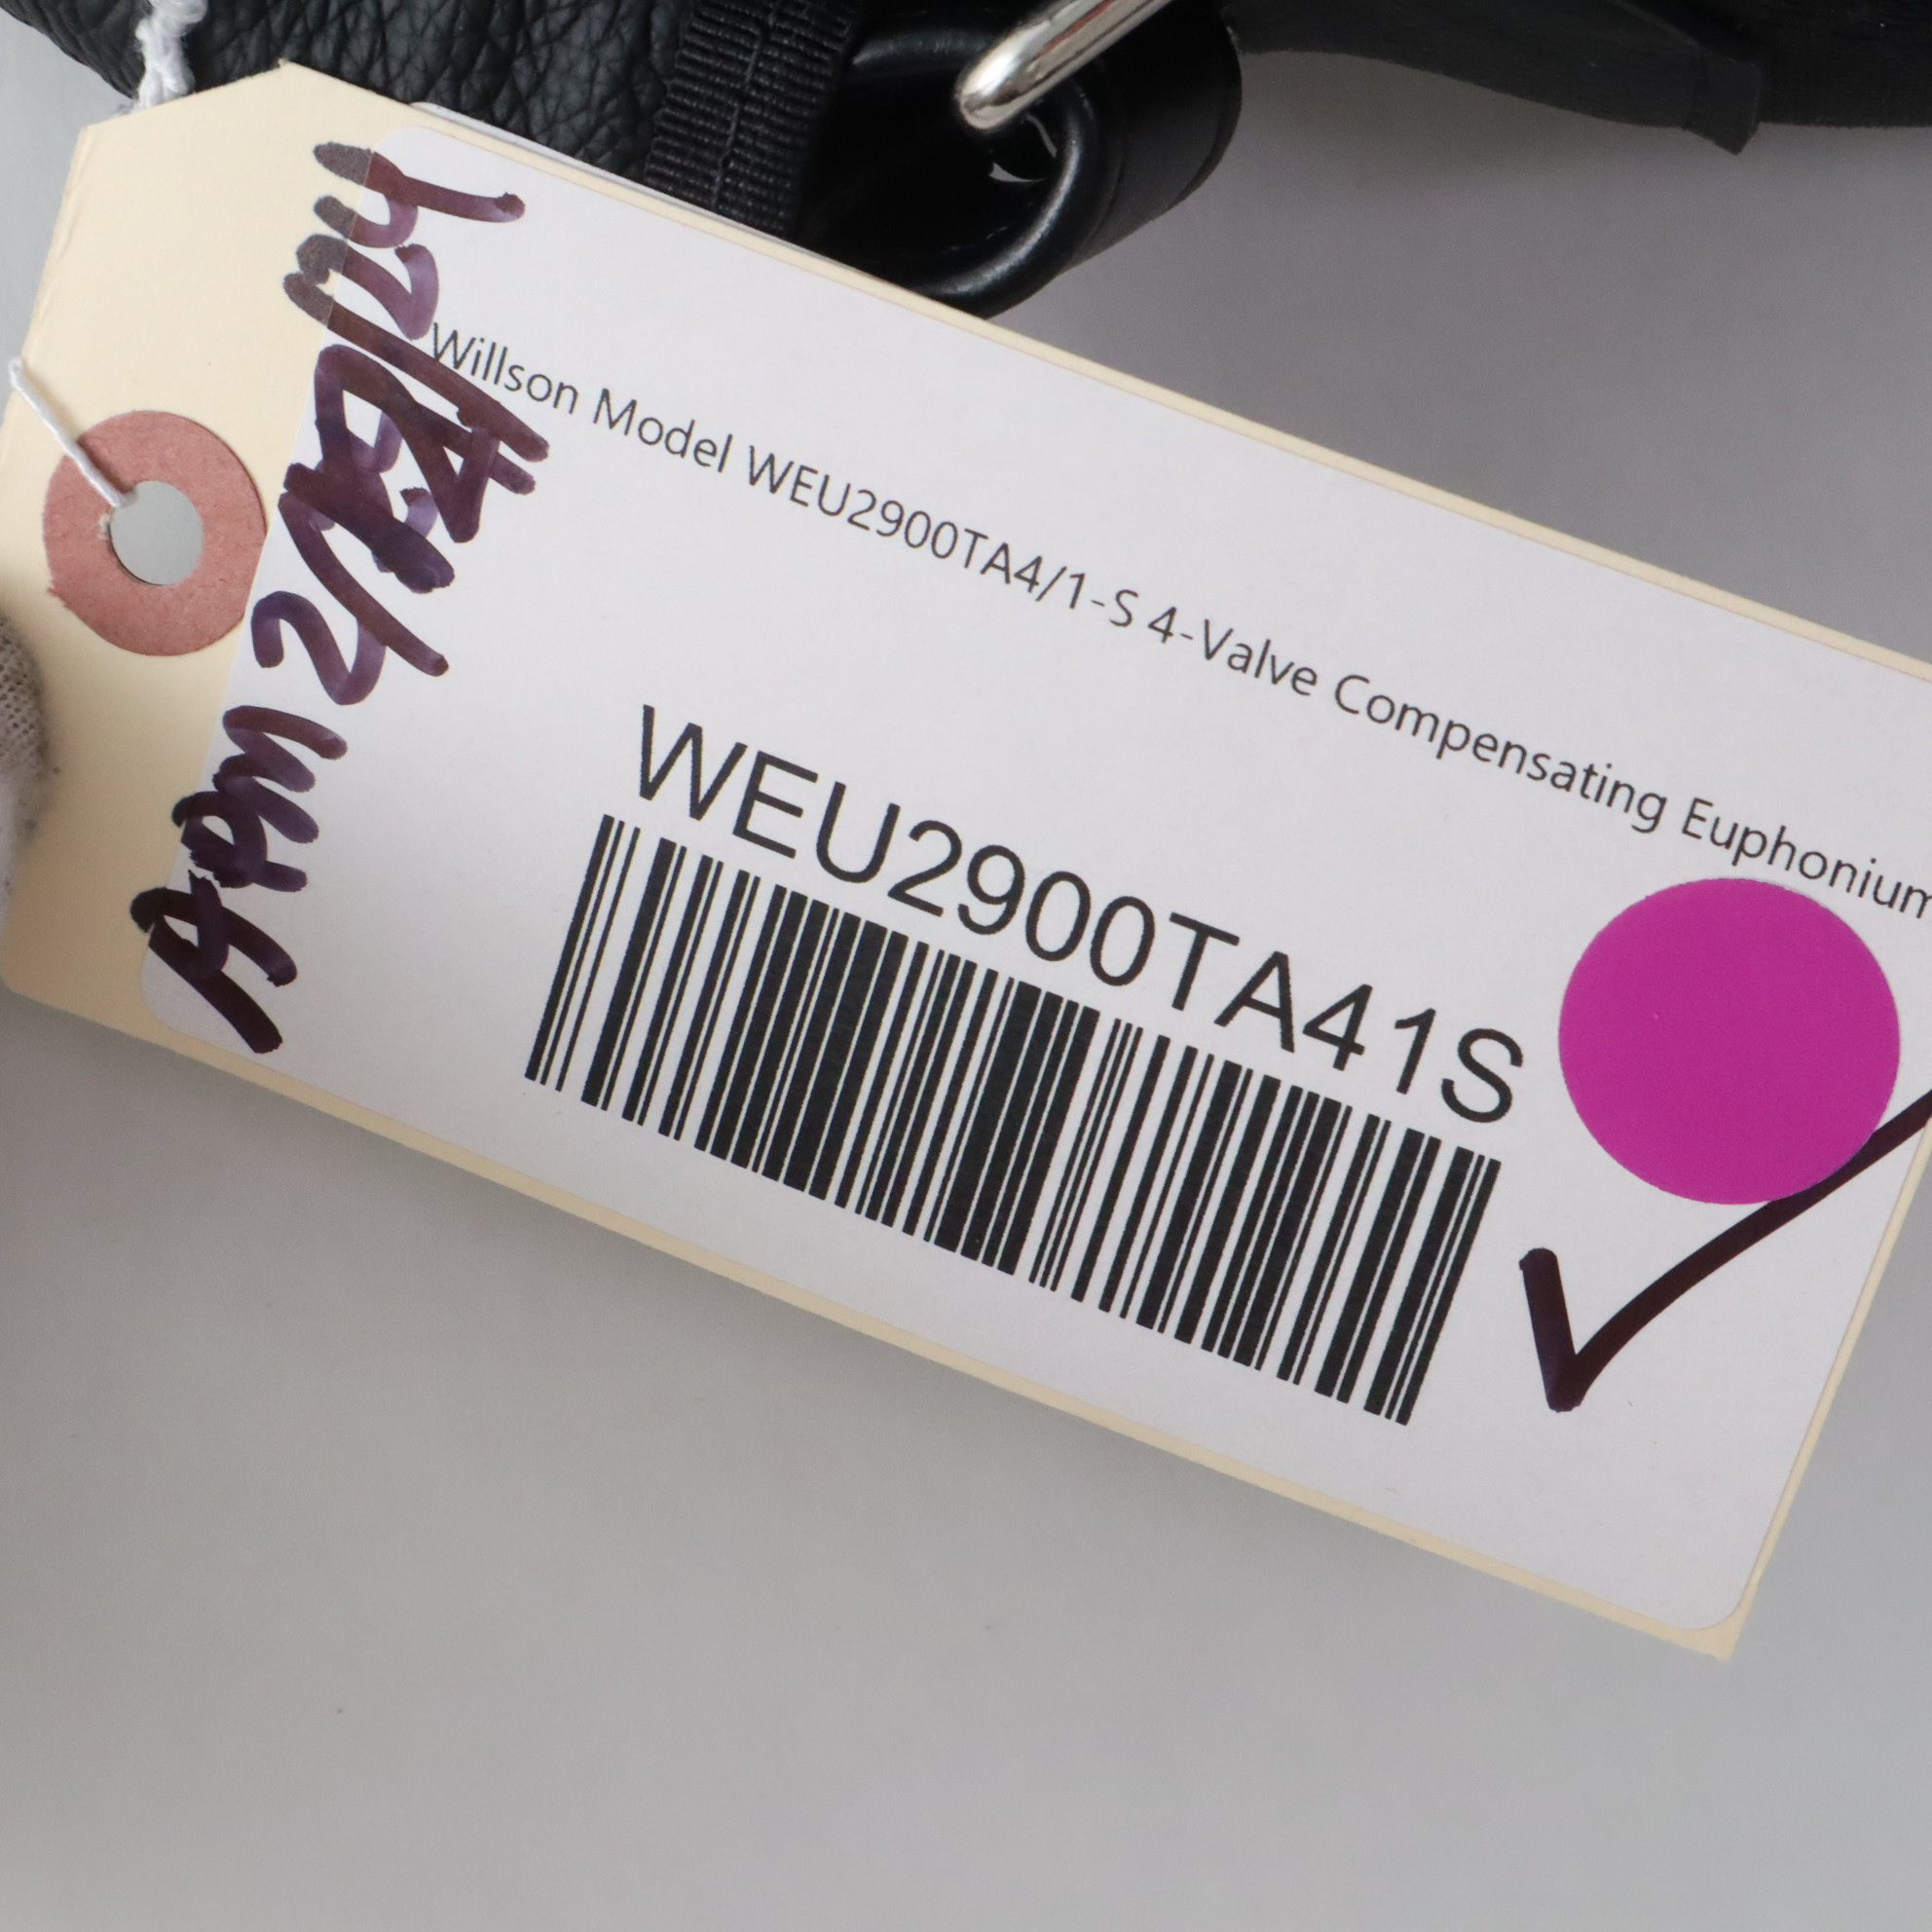 Willson Model WEU2900TA4/1-S 4-Valve Compensating Euphonium
WEU2900TA41S